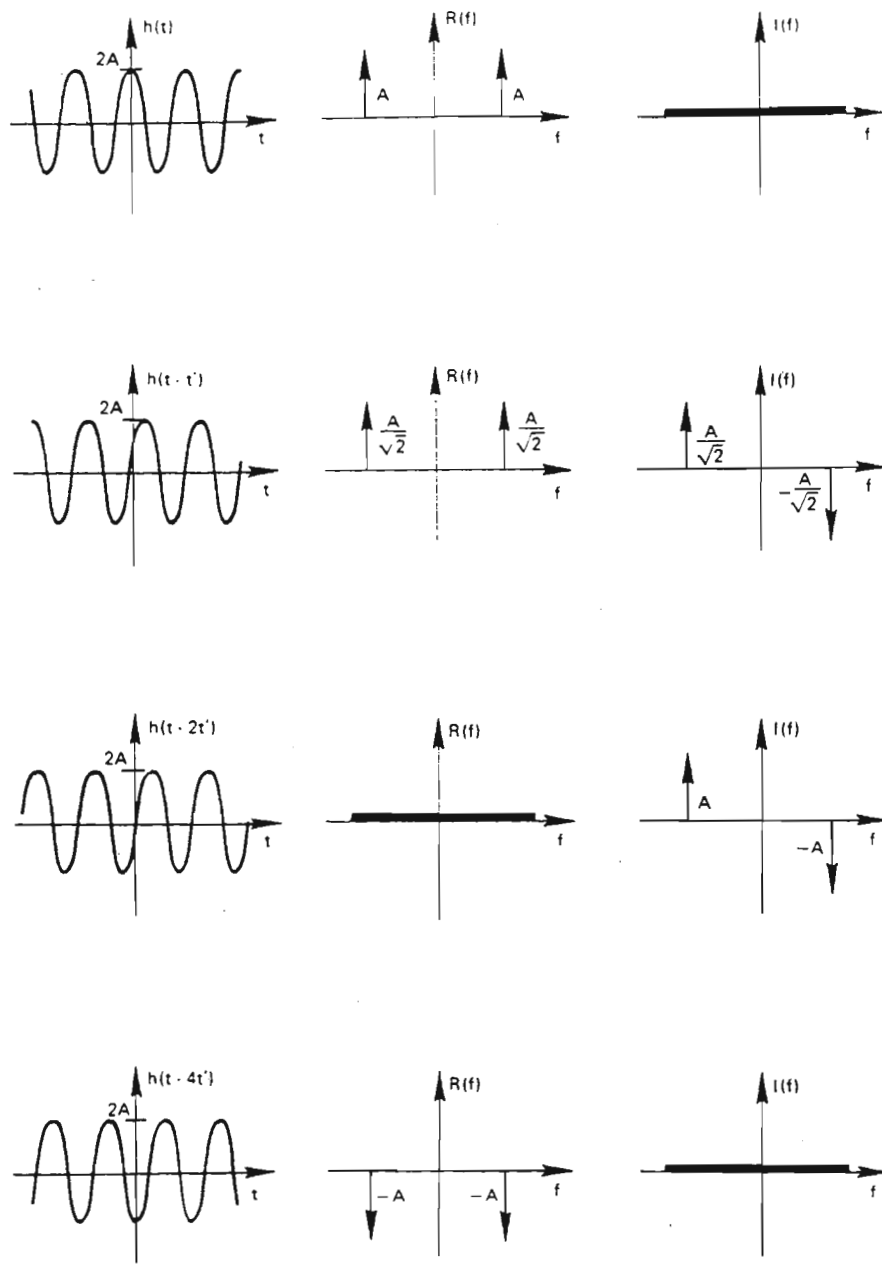 h(t)
2A
t
R(f)
A
A
f
I(f)
f
h(t - t')
2A
t
R(f)
A/√2
A/√2
f
I(f)
A/√2
-A/√2
f
h(t - 2t')
2A
t
R(f)
f
I(f)
A
-A
f
h(t - 4t')
2A
t
R(f)
-A
-A
f
I(f)
f